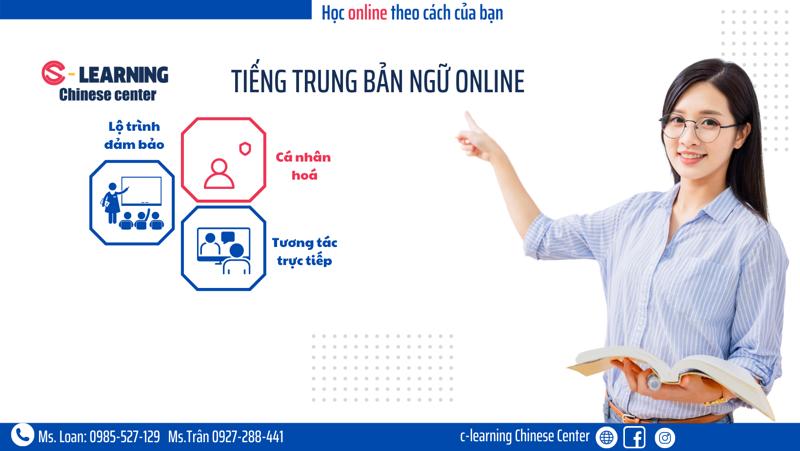 Học online theo cách của bạn
C - LEARNING
Chinese center
TIẾNG TRUNG BẢN NGỮ ONLINE
Lộ trình
đảm bảo
Cá nhân
hoá
Tương tác
trực tiếp
Ms. Loan: 0985-527-129 Ms.Trân 0927-288-441
c-learning Chinese Center